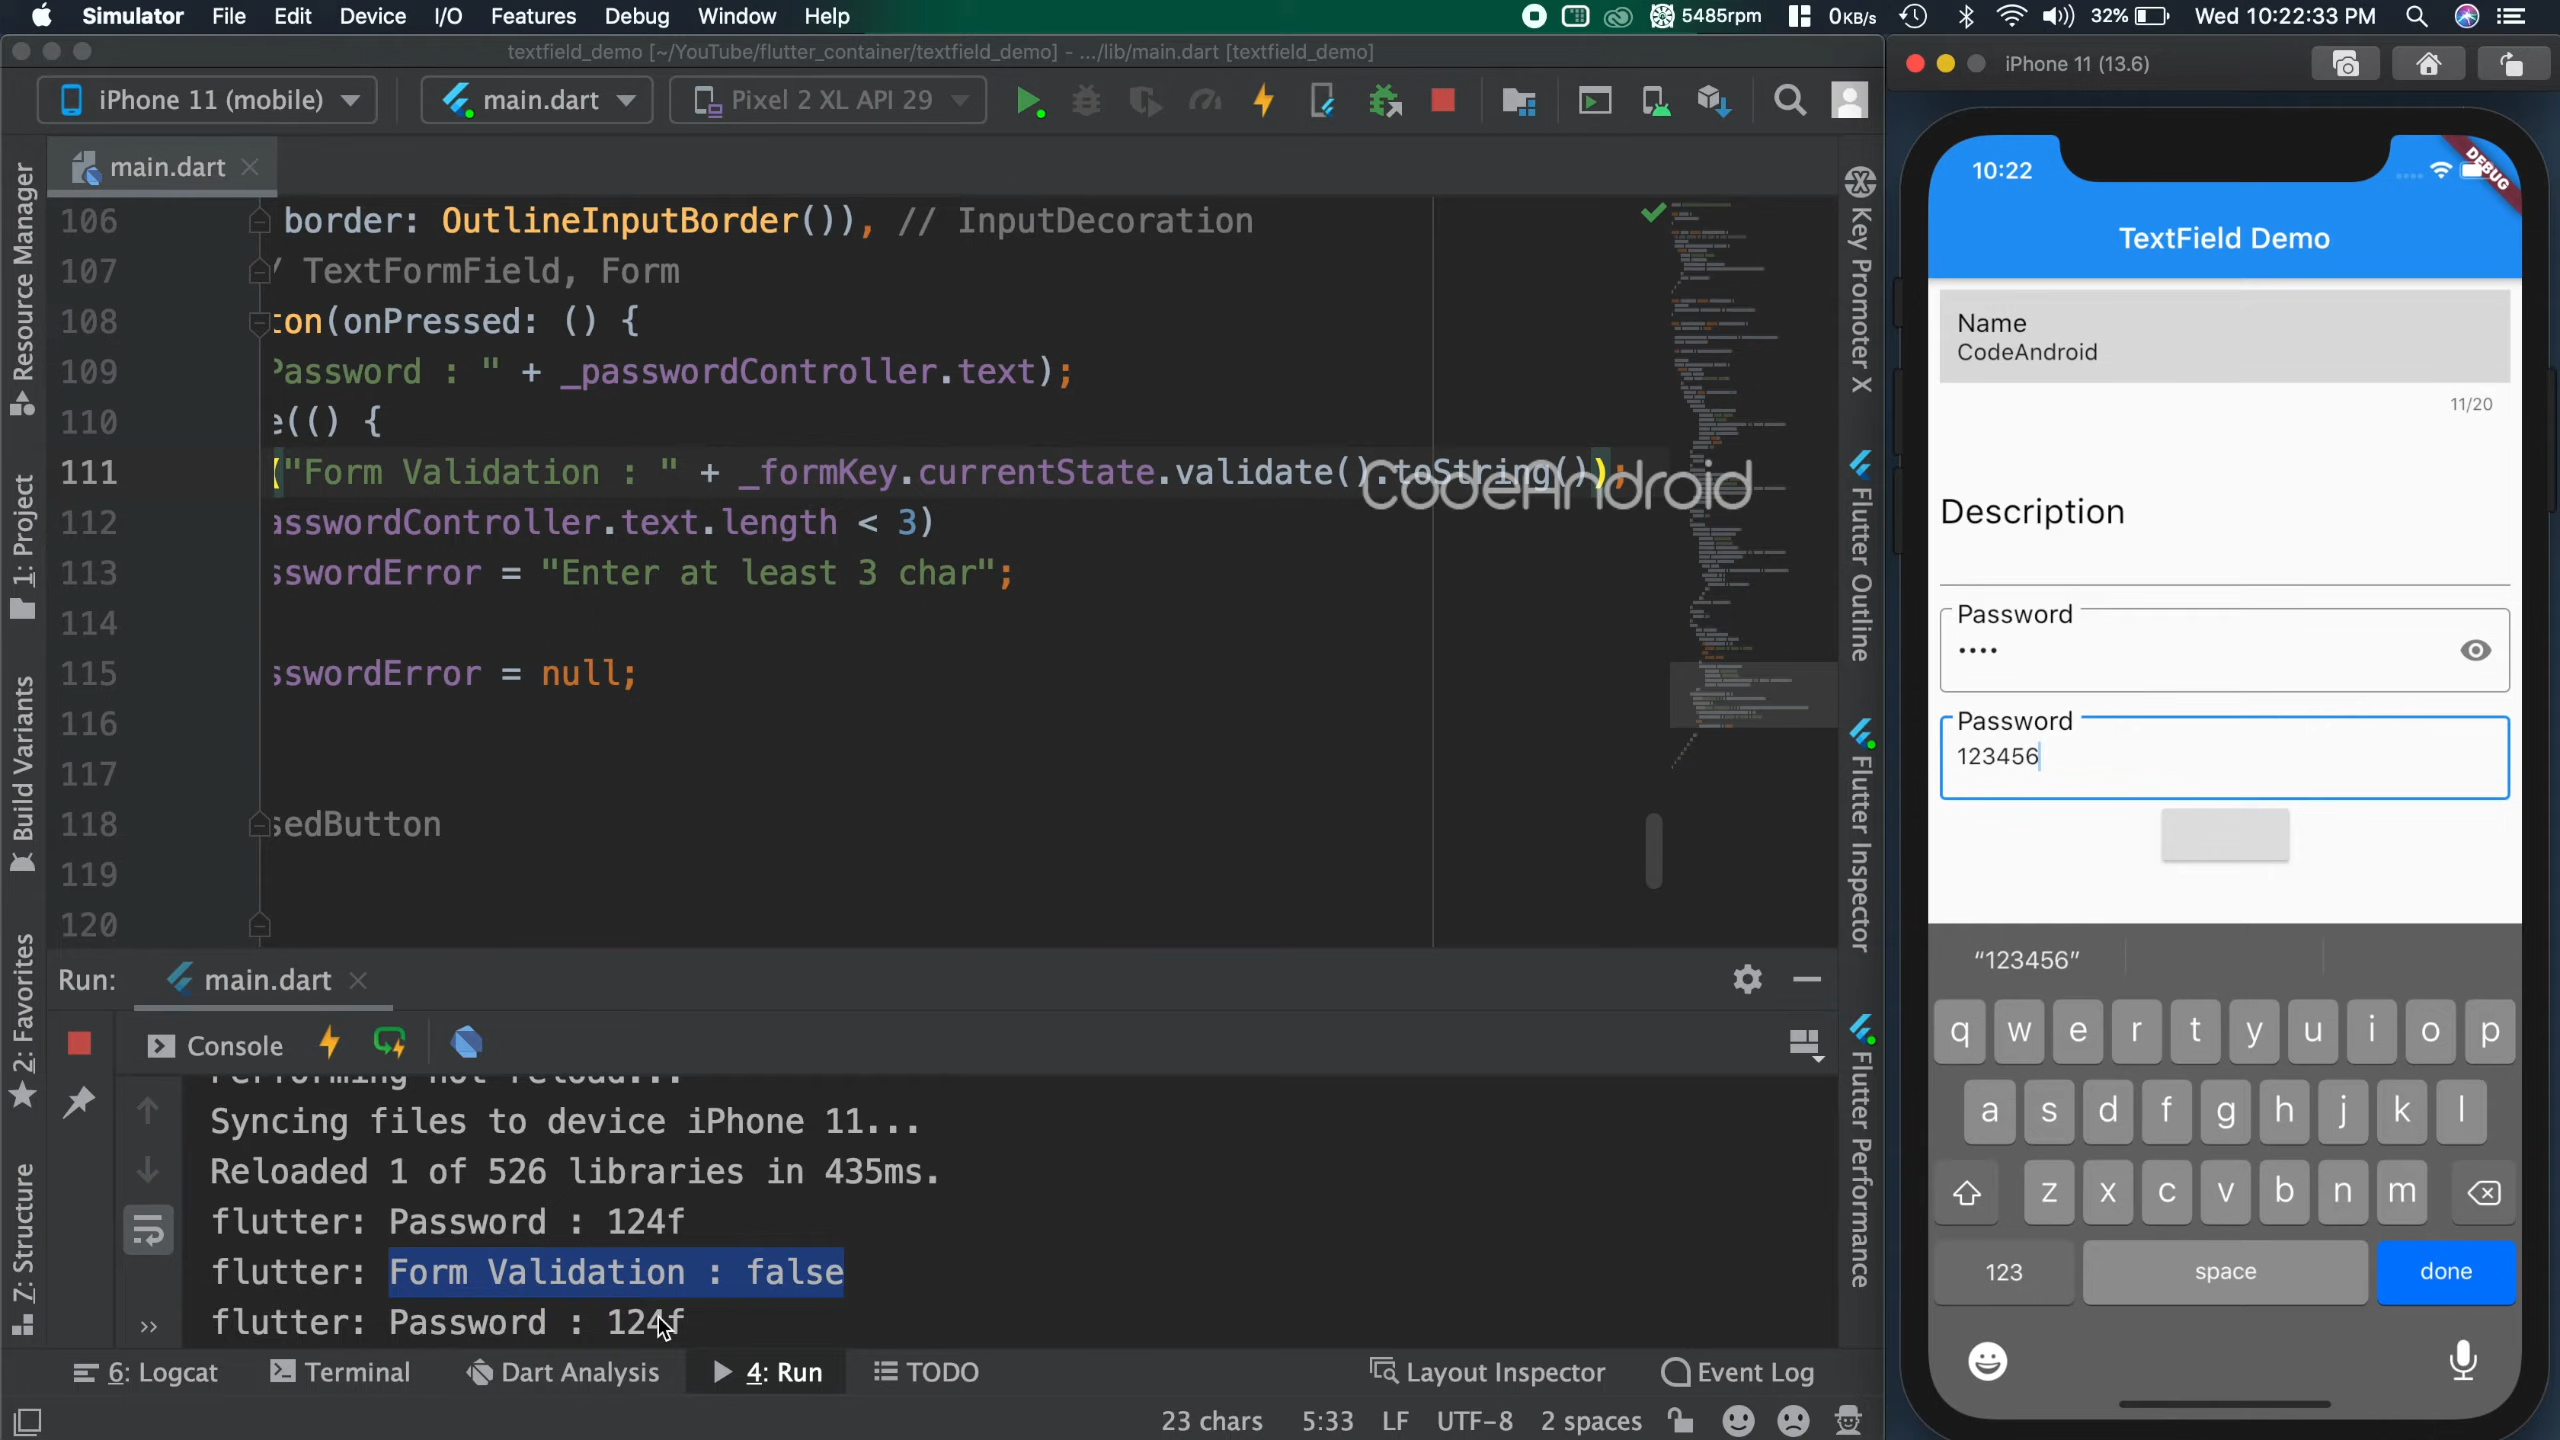 Simulator File Edit Device I/O Features Debug Window Help
5485rpm 0KB/s 32% Wed 10:22:33 PM
textfield_demo [~/YouTube/flutter_container/textfield_demo] - .../lib/main.dart [textfield_demo]
iPhone 11 (mobile) main.dart Pixel 2 XL API 29
main.dart
106 border: OutlineInputBorder()), // InputDecoration
107 / TextFormField, Form
108 ton(onPressed: () {
109 Password : " + _passwordController.text);
110 e(() {
111 ("Form Validation : " + _formKey.currentState.validate().toString());
112 asswordController.text.length < 3)
113 sswordError = "Enter at least 3 char";
114
115 sswordError = null;
116
117
118 sedButton
119
120
CodeAndroid
Resource Manager
1: Project
Build Variants
2: Favorites
7: Structure
Key Promoter X
Flutter Outline
Flutter Inspector
Flutter Performance
Run: main.dart
Console
Performing hot reload...
Syncing files to device iPhone 11...
Reloaded 1 of 526 libraries in 435ms.
flutter: Password : 124f
flutter: Form Validation : false
flutter: Password : 124f
6: Logcat Terminal Dart Analysis 4: Run TODO Layout Inspector Event Log
23 chars 5:33 LF UTF-8 2 spaces
iPhone 11 (13.6)
10:22
DEBUG
TextField Demo
Name
CodeAndroid
11/20
Description
Password
••••
Password
123456
“123456”
q w e r t y u i o p
a s d f g h j k l
z x c v b n m
123 space done